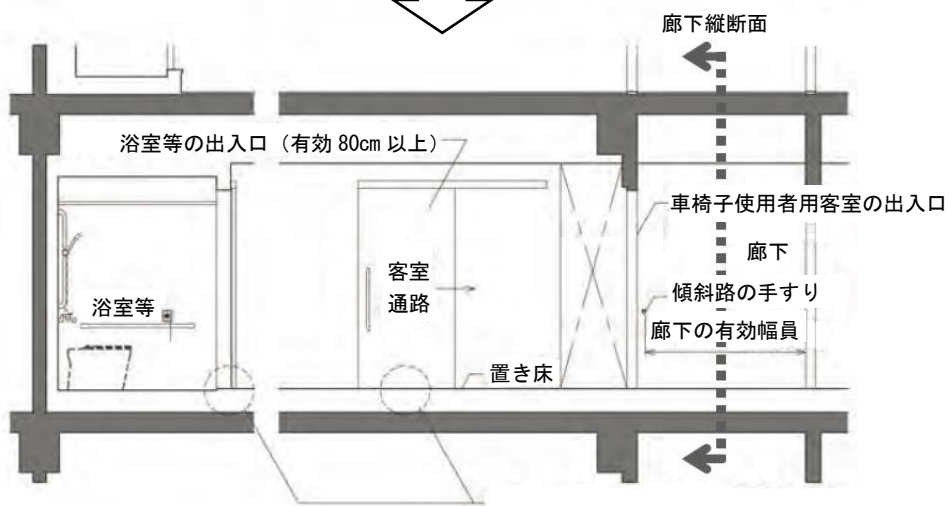 廊下縦断面
浴室等の出入口（有効 80cm 以上）
車椅子使用者用客室の出入口
廊下
客室
通路
傾斜路の手すり
浴室等
廊下の有効幅員
置き床